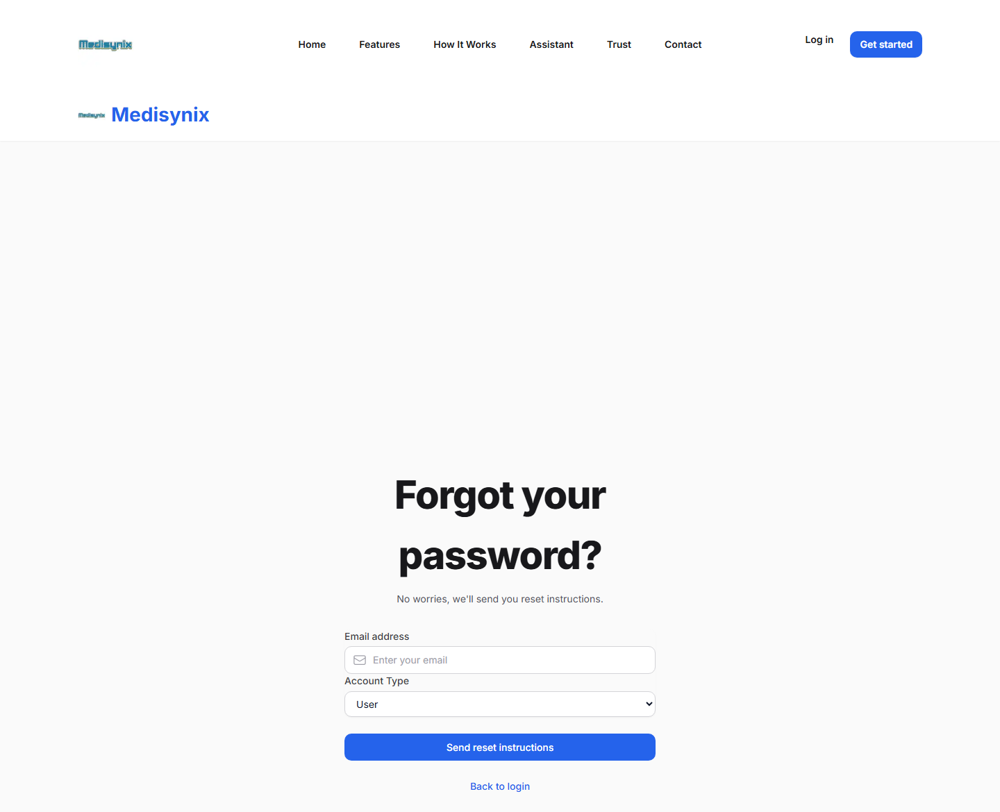 Medisynix
Home
Features
How It Works
Assistant
Trust
Contact
Log in
Get started
Medisynix
Medisynix
Forgot your
password?
No worries, we'll send you reset instructions.
Email address
Enter your email
Account Type
User
Send reset instructions
Back to login